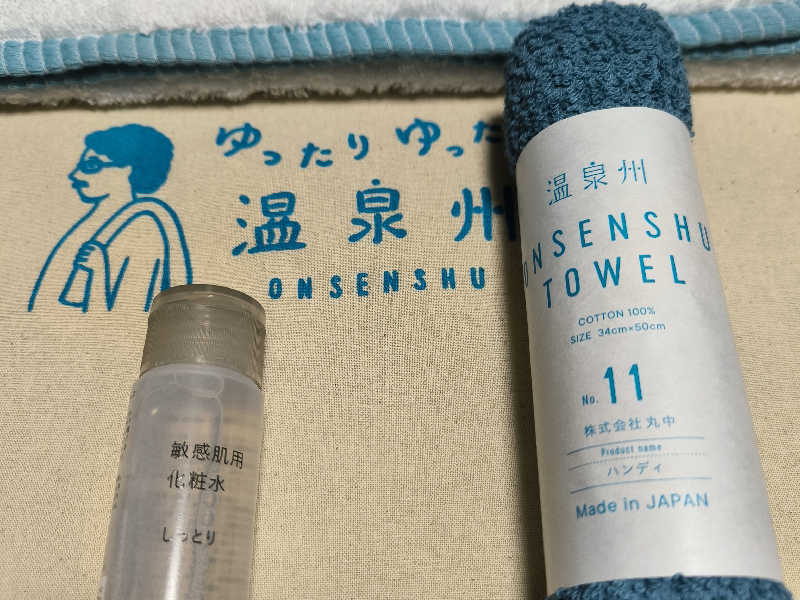 ゆったり ゆった
温泉州
ONSENSHU
敏感肌用
化粧水
しっとり
温泉州
ONSENSHU
TOWEL
COTTON 100%
SIZE 34cm×50cm
No. 11
株式会社丸中
Product name
ハンディ
Made in JAPAN